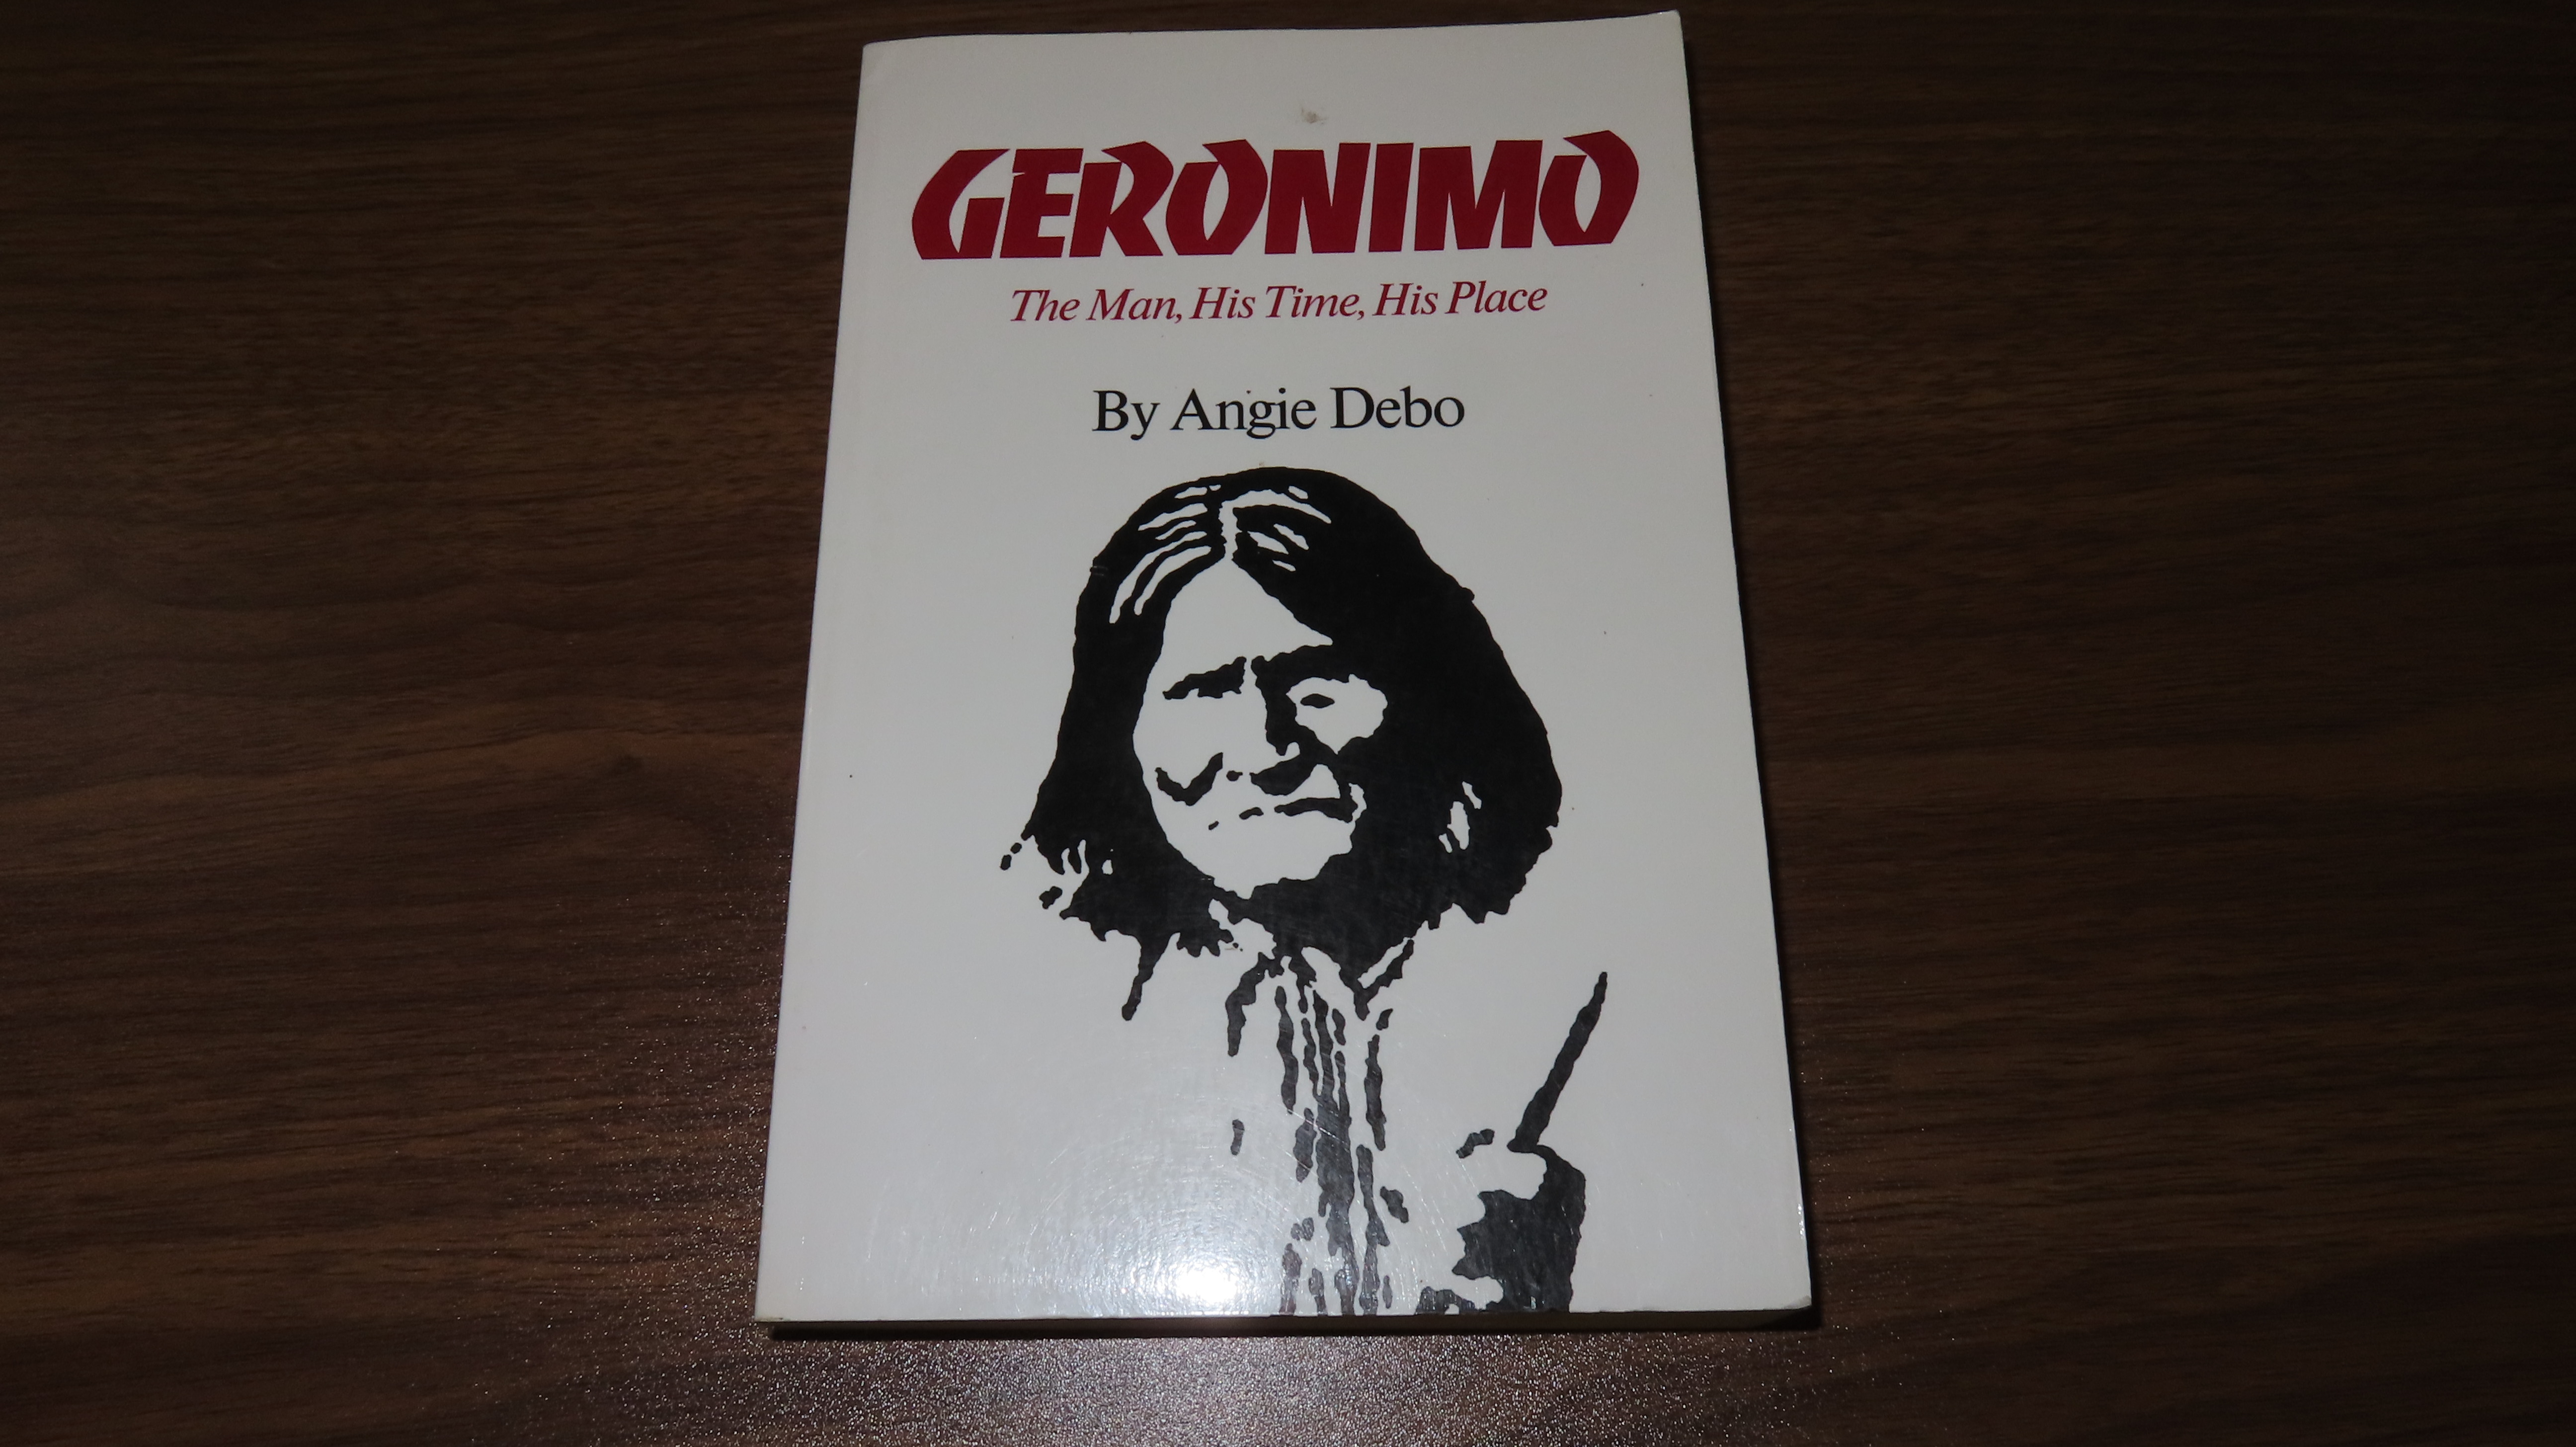 GERONIMO
The Man, His Time, His Place
By Angie Debo